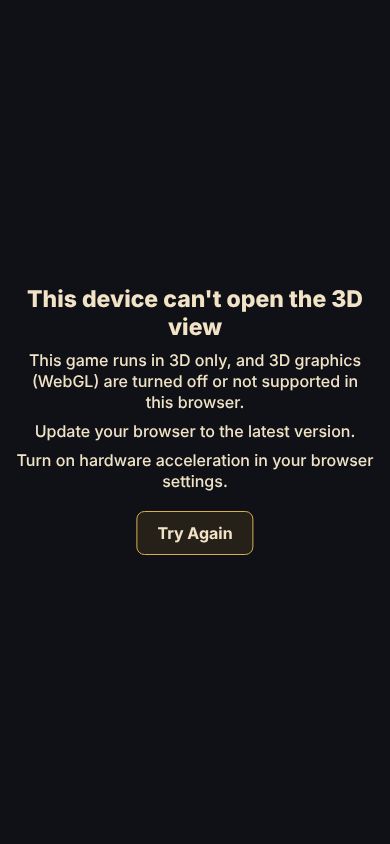 This device can't open the 3D
view
This game runs in 3D only, and 3D graphics
(WebGL) are turned off or not supported in
this browser.
Update your browser to the latest version.
Turn on hardware acceleration in your browser
settings.
Try Again